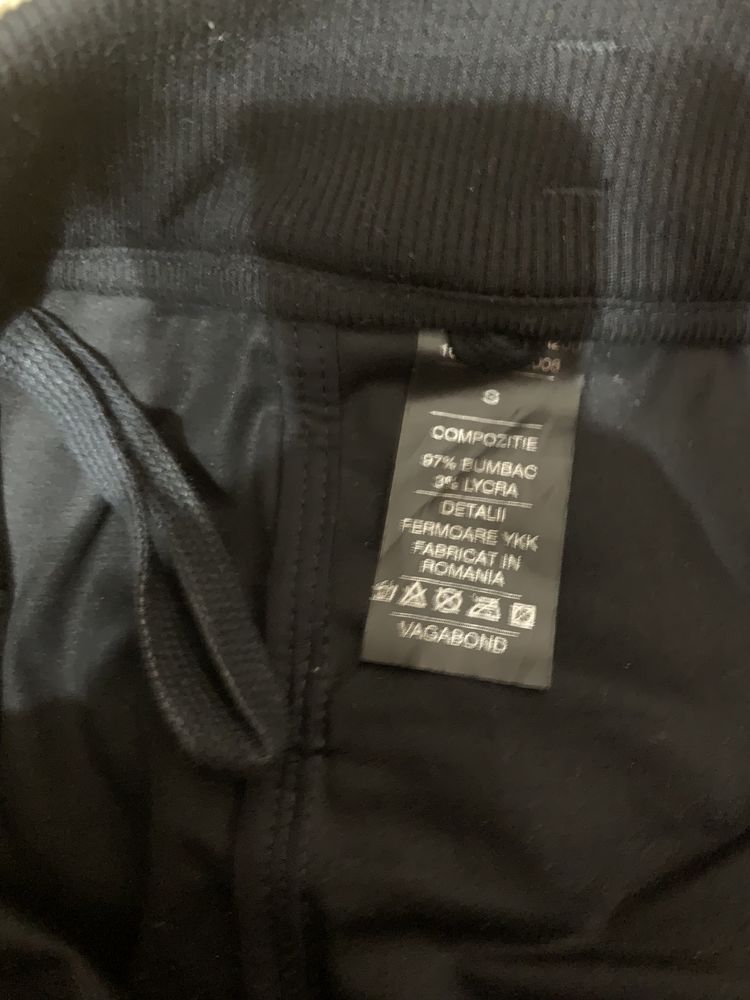 S
COMPOZITIE
97% BUMBAC
3% LYCRA
DETALII
FERMOARE YKK
FABRICAT IN
ROMANIA
VAGABOND